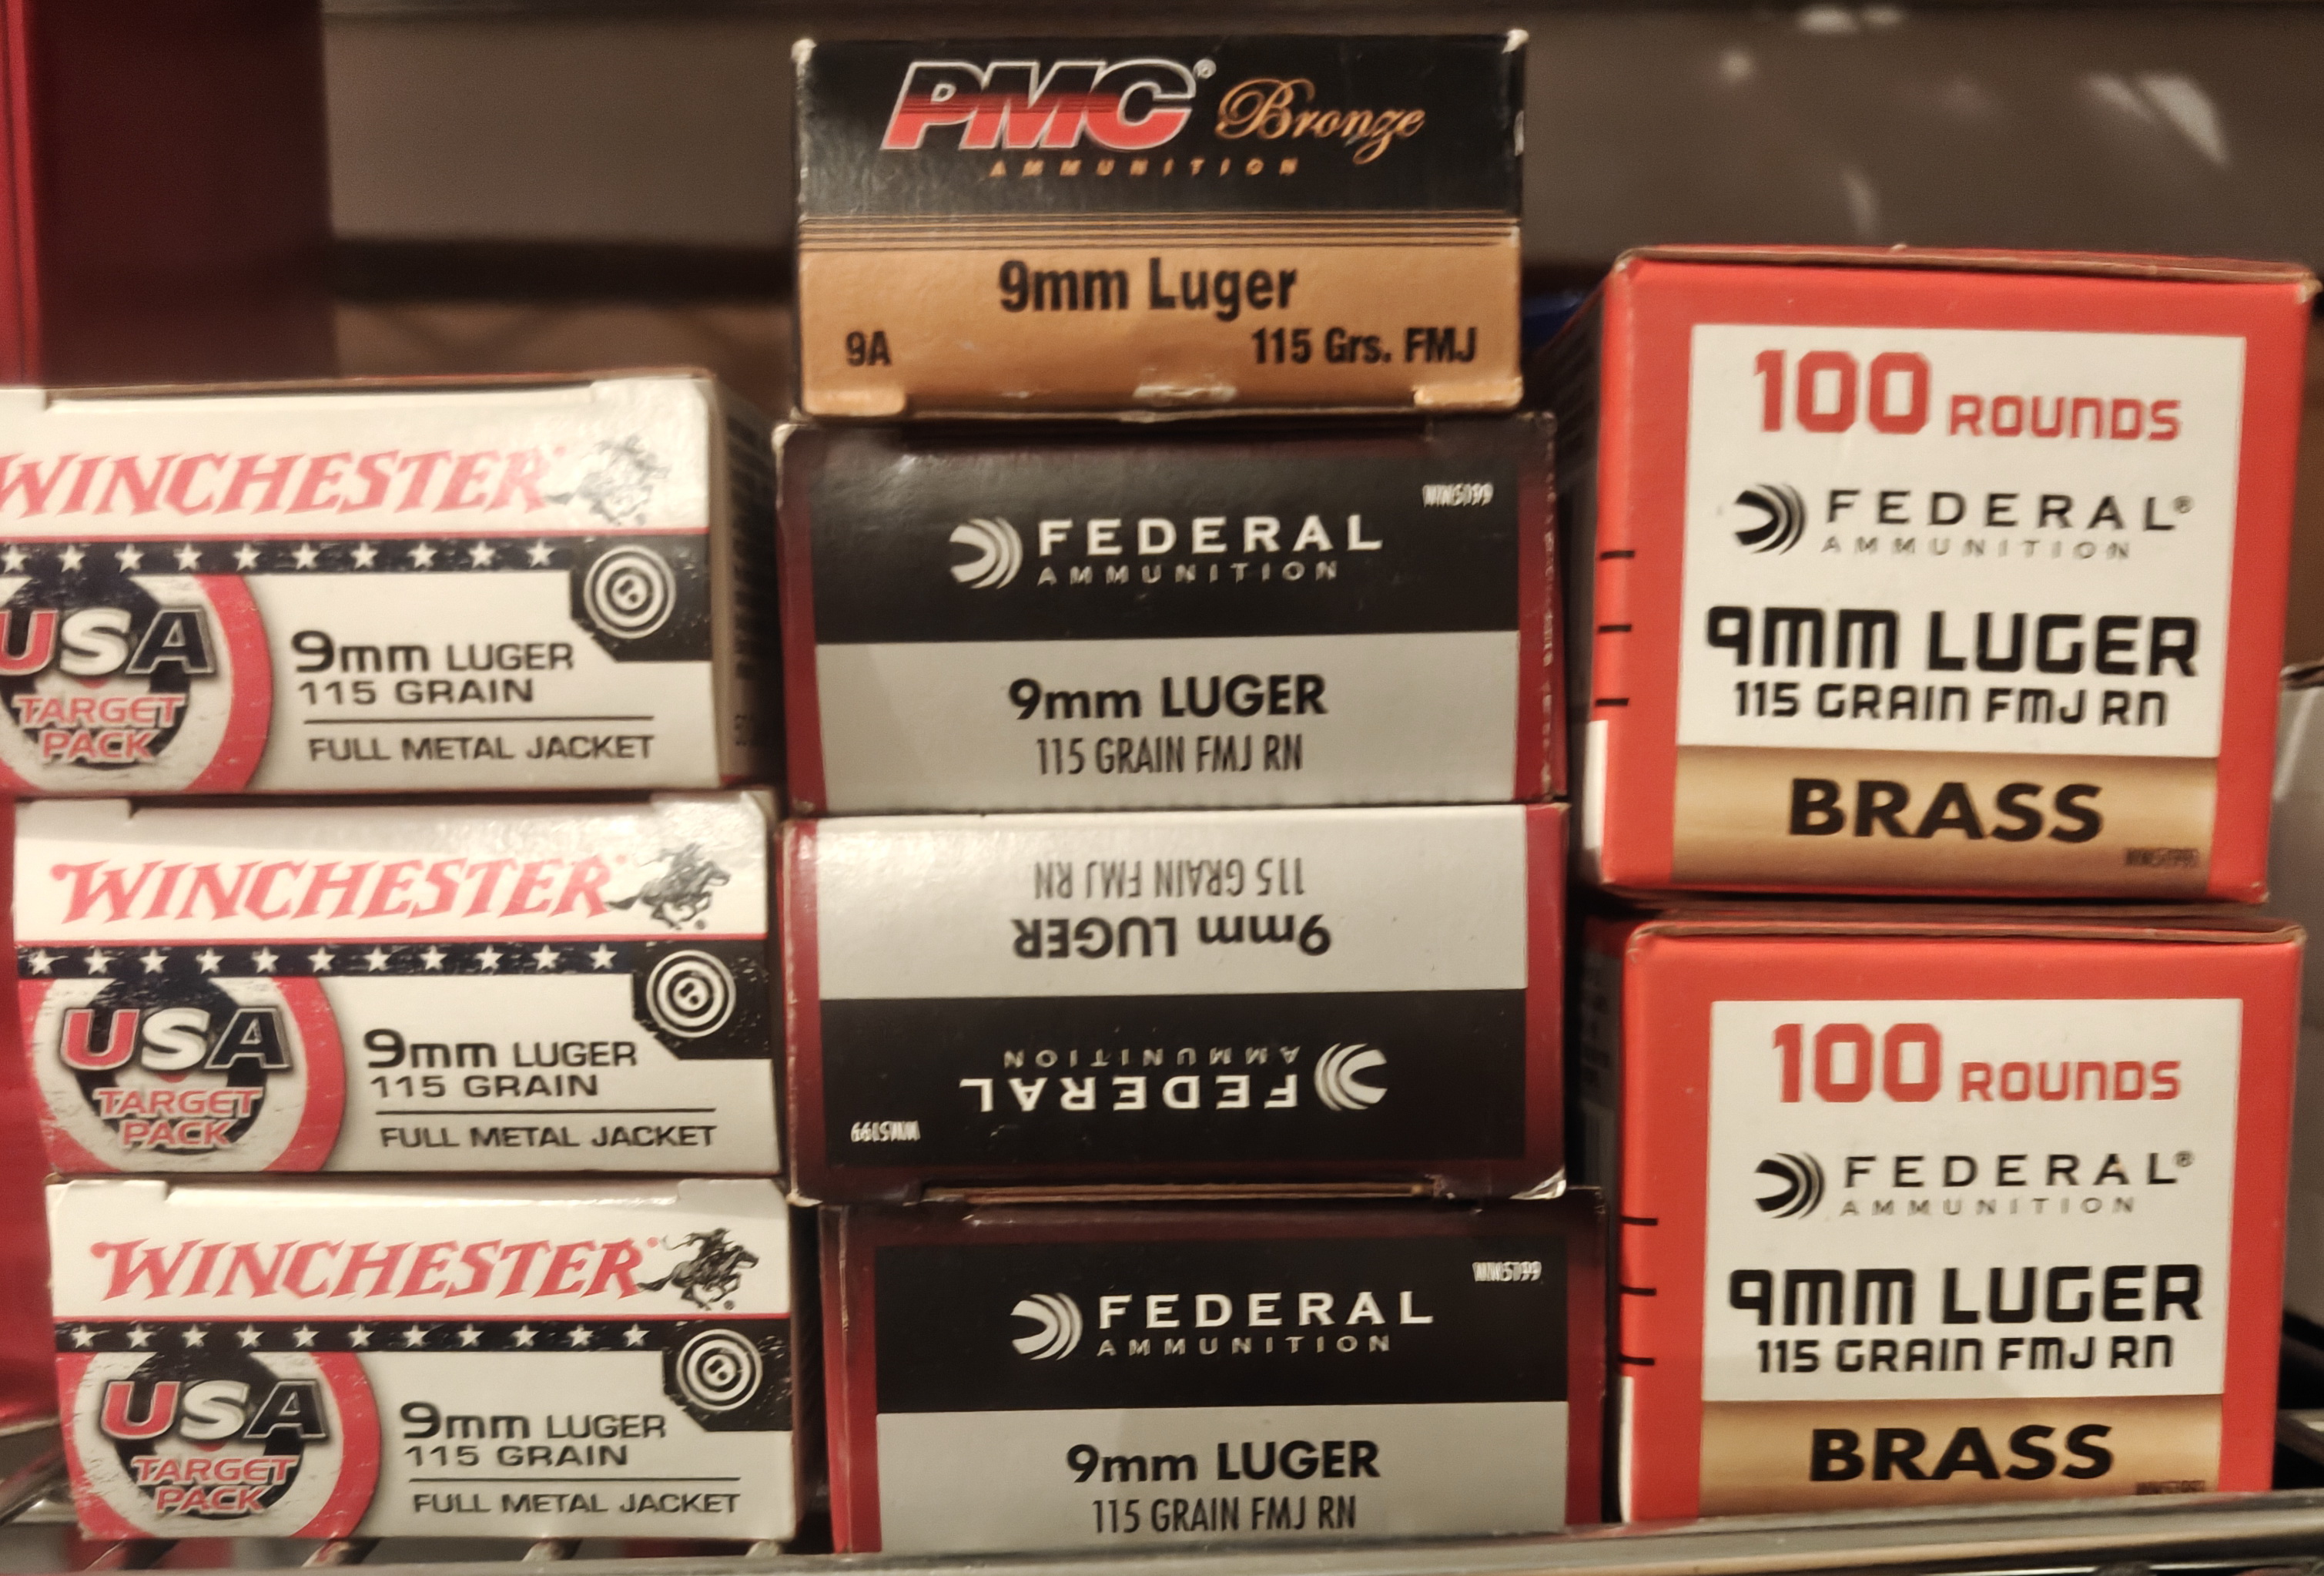 PMC® Bronze
AMMUNITION
9mm Luger
9A 115 Grs. FMJ
WINCHESTER
USA
TARGET
PACK
9mm LUGER
115 GRAIN
FULL METAL JACKET
WINCHESTER
USA
TARGET
PACK
9mm LUGER
115 GRAIN
FULL METAL JACKET
WINCHESTER
USA
TARGET
PACK
9mm LUGER
115 GRAIN
FULL METAL JACKET
FEDERAL
AMMUNITION
9mm LUGER
115 GRAIN FMJ RN
WM5199
FEDERAL
AMMUNITION
9mm LUGER
115 GRAIN FMJ RN
WM5199
FEDERAL
AMMUNITION
9mm LUGER
115 GRAIN FMJ RN
100 ROUNDS
FEDERAL®
AMMUNITION
9MM LUGER
115 GRAIN FMJ RN
BRASS
100 ROUNDS
FEDERAL®
AMMUNITION
9MM LUGER
115 GRAIN FMJ RN
BRASS